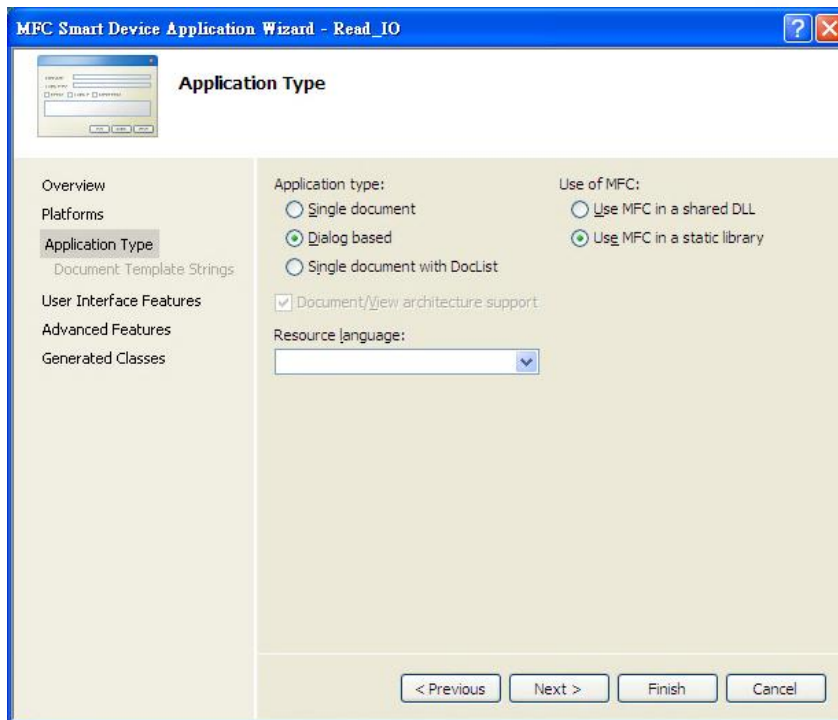 MFC Smart Device Application Wizard - Read_IO
Application Type
Overview
Platforms
Application Type
Document Template Strings
User Interface Features
Advanced Features
Generated Classes
Application type:
Single document
Dialog based
Single document with DocList
Document/View architecture support
Resource language:
Use of MFC:
Use MFC in a shared DLL
Use MFC in a static library
< Previous
Next >
Finish
Cancel